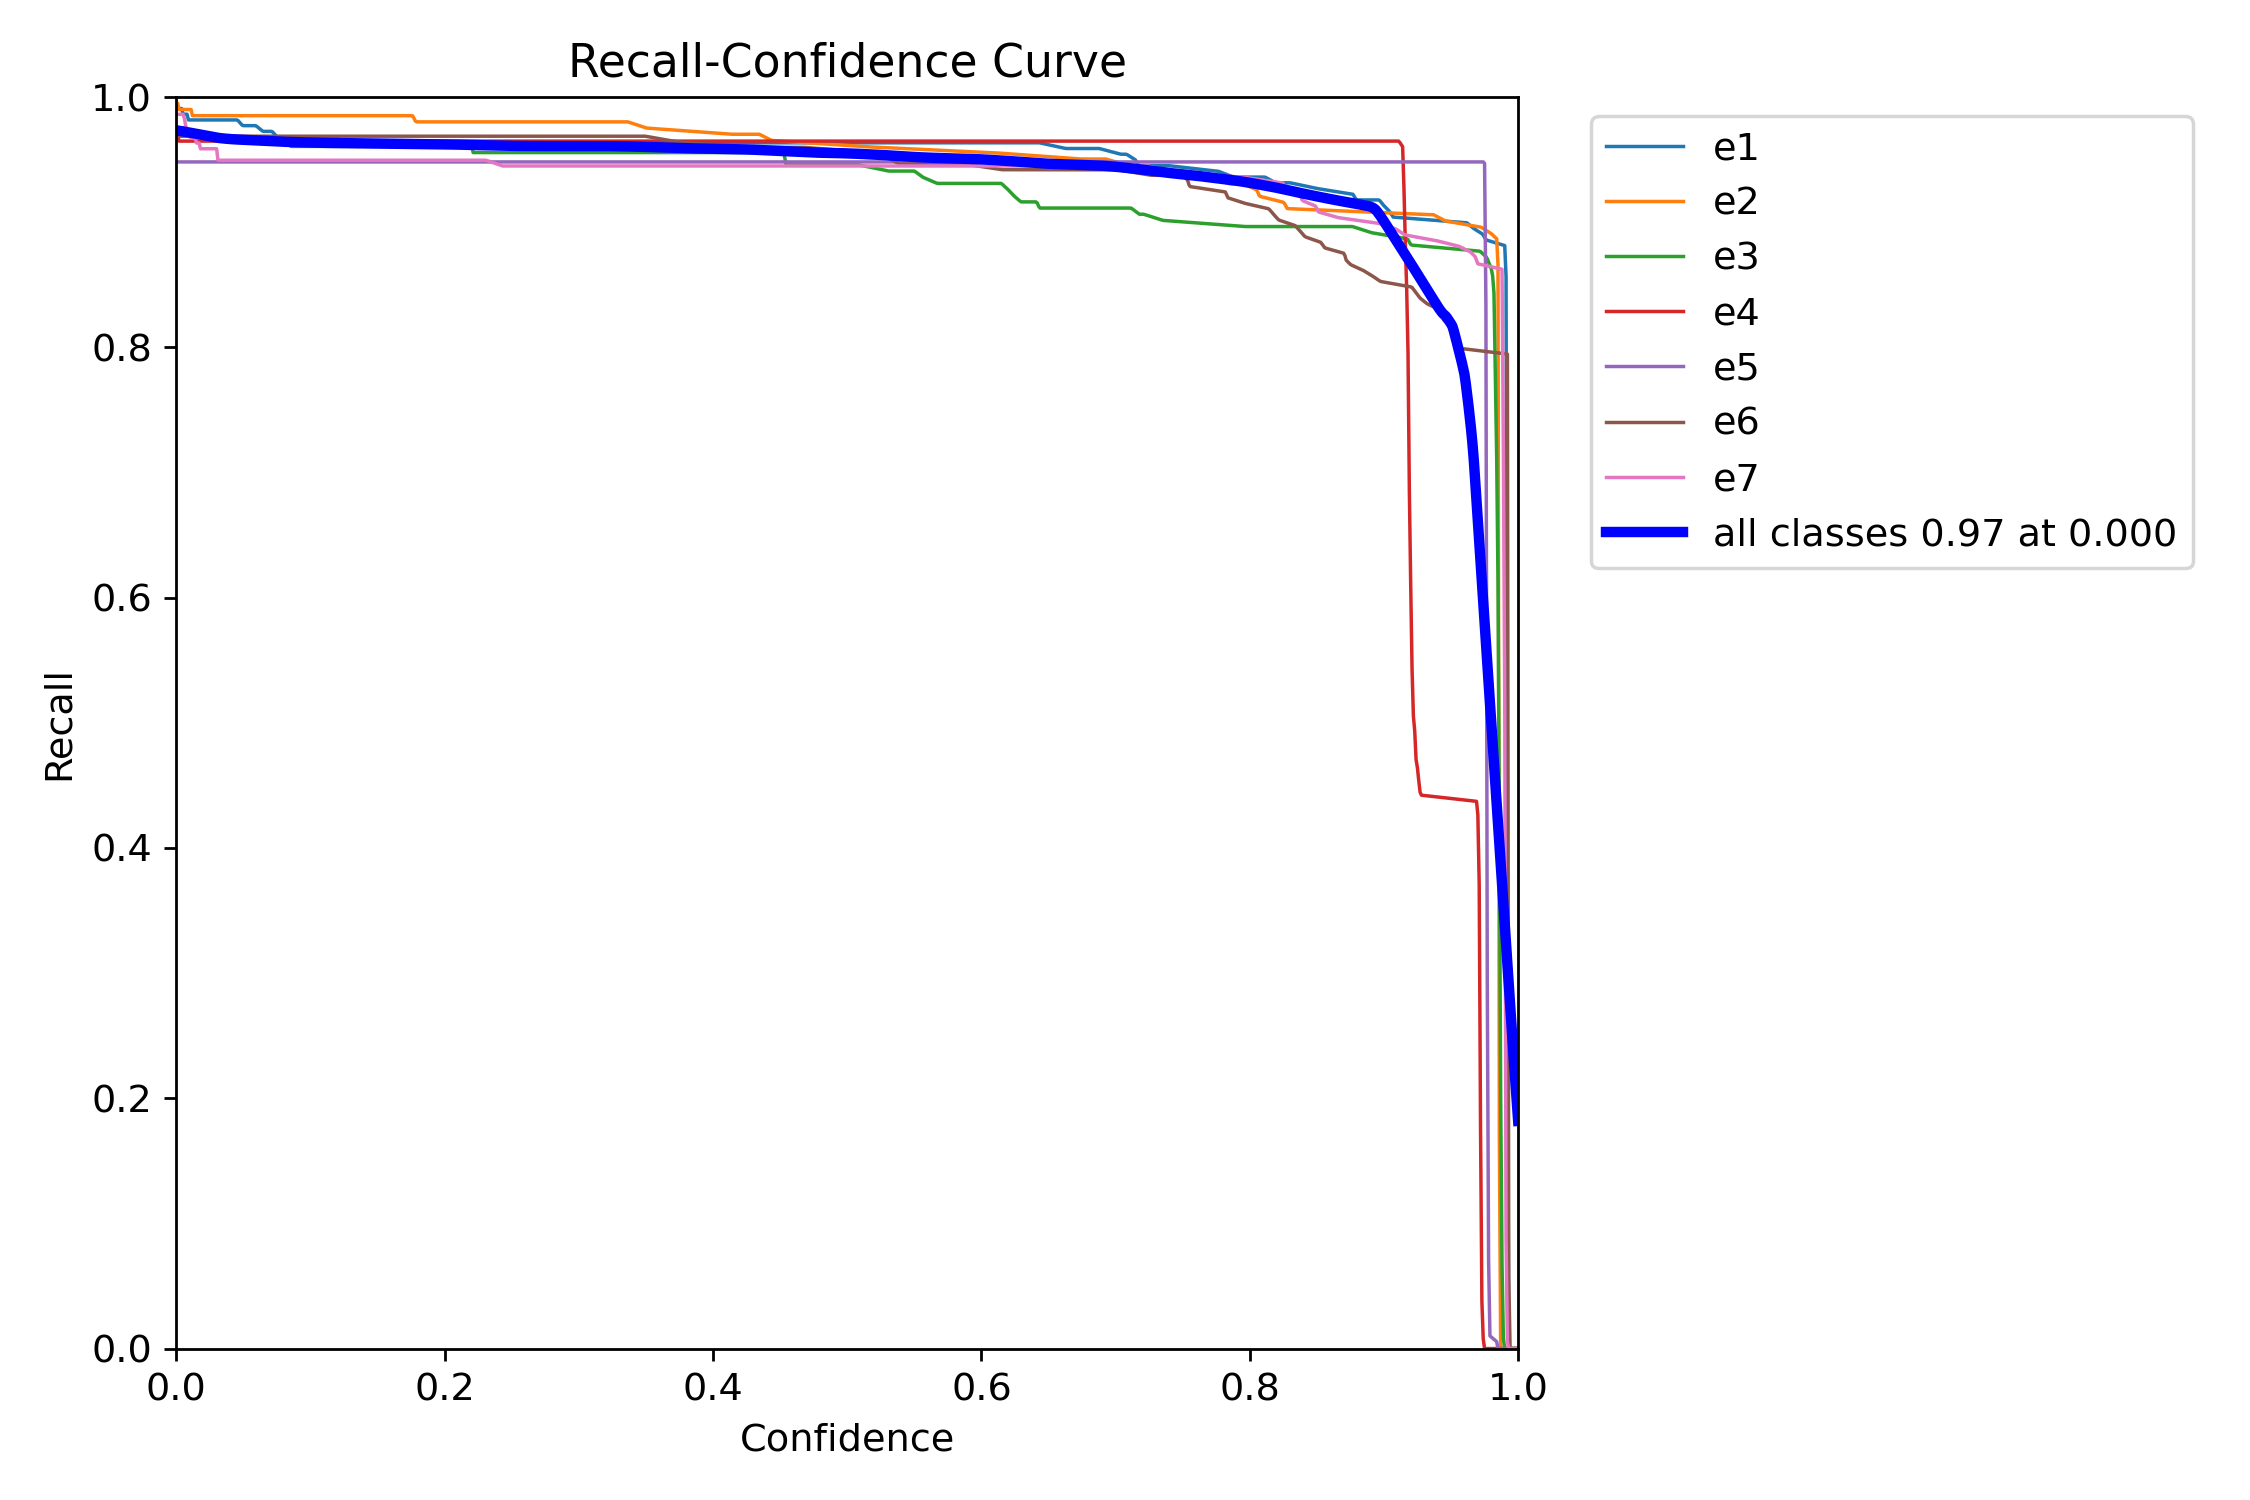 Recall-Confidence Curve
1.0
0.8
0.6
0.4
0.2
0.0
Recall
0.0 0.2 0.4 0.6 0.8 1.0
Confidence
e1
e2
e3
e4
e5
e6
e7
all classes 0.97 at 0.000